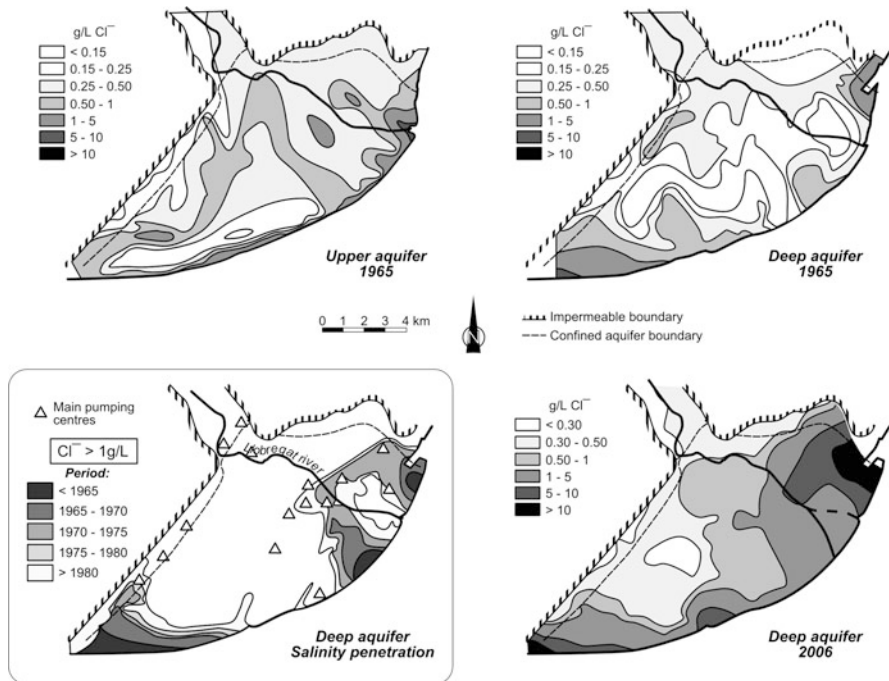 g/L Cl⁻
< 0.15
0.15 - 0.25
0.25 - 0.50
0.50 - 1
1 - 5
5 - 10
> 10
Upper aquifer
1965
g/L Cl⁻
< 0.15
0.15 - 0.25
0.25 - 0.50
0.50 - 1
1 - 5
5 - 10
> 10
Deep aquifer
1965
0 1 2 3 4 km
N
Impermeable boundary
Confined aquifer boundary
Main pumping
centres
Cl⁻ > 1g/L
Period:
< 1965
1965 - 1970
1970 - 1975
1975 - 1980
> 1980
Llobregat river
Deep aquifer
Salinity penetration
g/L Cl⁻
< 0.30
0.30 - 0.50
0.50 - 1
1 - 5
5 - 10
> 10
Deep aquifer
2006